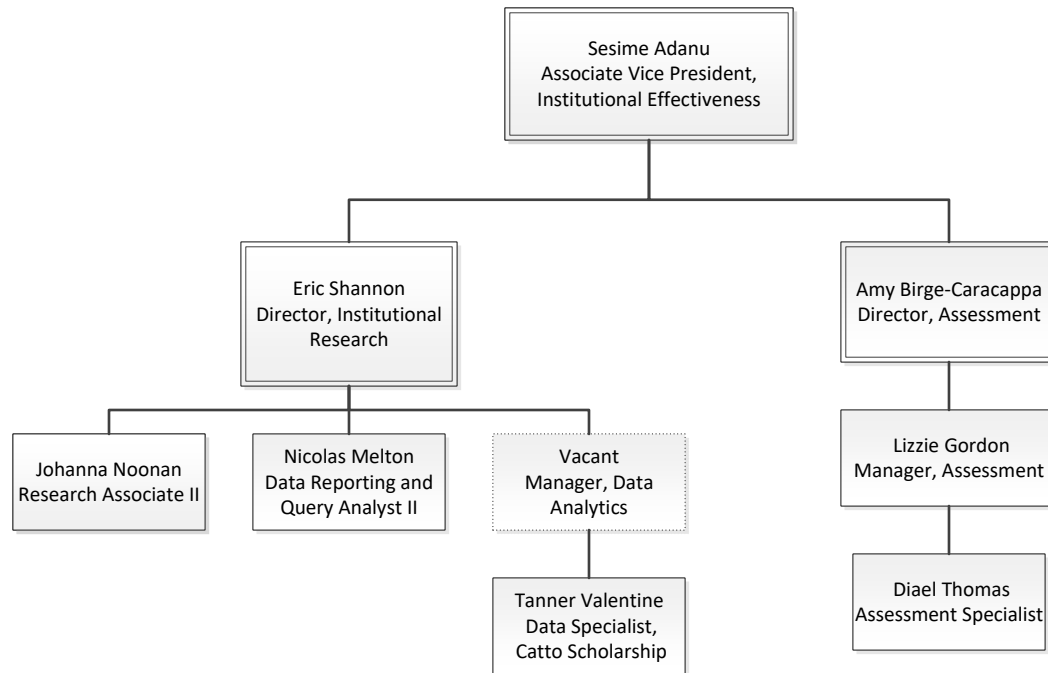 Sesime Adanu
Associate Vice President,
Institutional Effectiveness
Eric Shannon
Director, Institutional
Research
Amy Birge-Caracappa
Director, Assessment
Johanna Noonan
Research Associate II
Nicolas Melton
Data Reporting and
Query Analyst II
Vacant
Manager, Data
Analytics
Lizzie Gordon
Manager, Assessment
Tanner Valentine
Data Specialist,
Catto Scholarship
Diael Thomas
Assessment Specialist